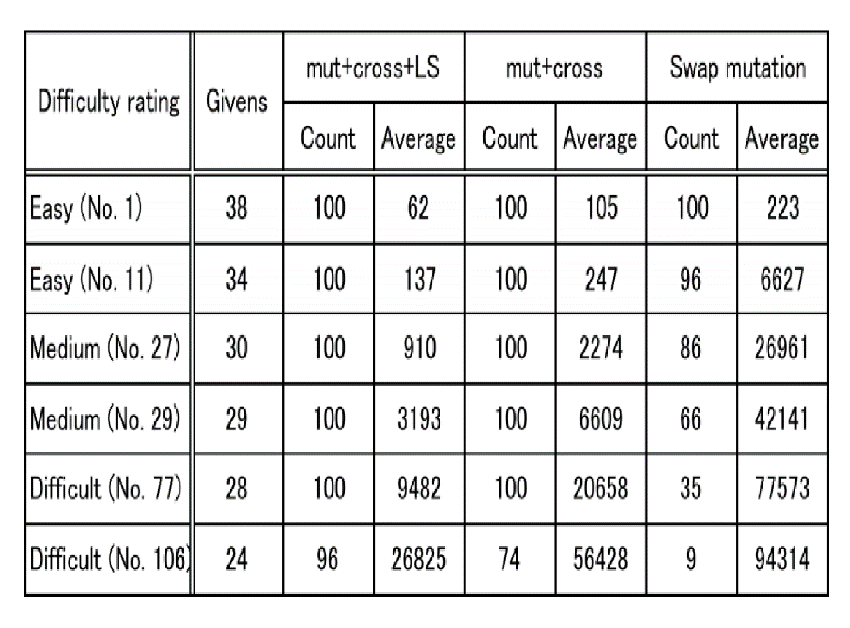 Difficulty rating Givens mut+cross+LS mut+cross Swap mutation
Count Average Count Average Count Average
Easy (No. 1) 38 100 62 100 105 100 223
Easy (No. 11) 34 100 137 100 247 96 6627
Medium (No. 27) 30 100 910 100 2274 86 26961
Medium (No. 29) 29 100 3193 100 6609 66 42141
Difficult (No. 77) 28 100 9482 100 20658 35 77573
Difficult (No. 106) 24 96 26825 74 56428 9 94314